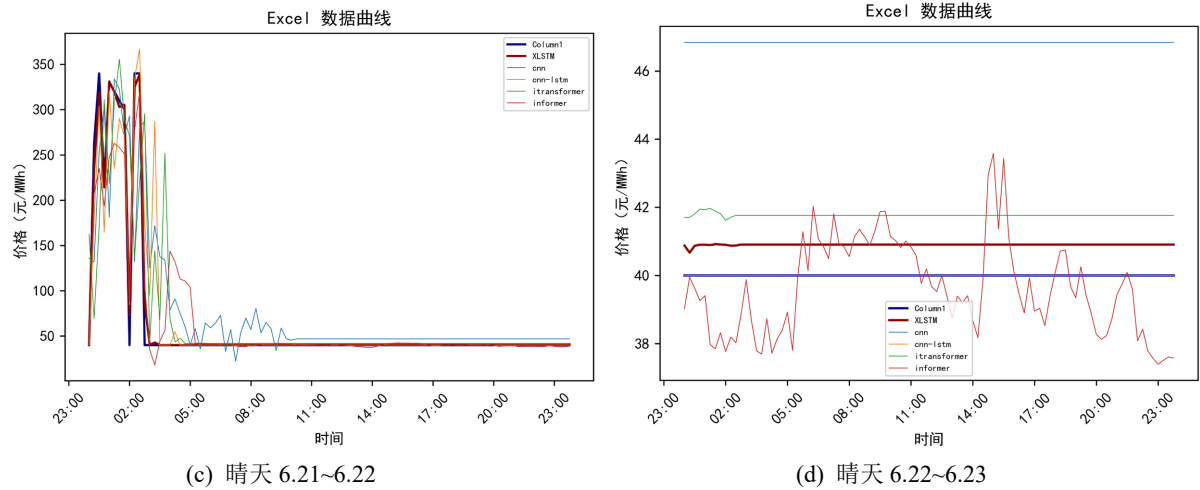 Excel 数据曲线
价格（元/MWh）
350
300
250
200
150
100
50
Column1
XLSTM
cnn
cnn-lstm
itransformer
informer
23:00 02:00 05:00 08:00 11:00 14:00 17:00 20:00 23:00
时间
(c) 晴天 6.21~6.22
Excel 数据曲线
价格（元/MWh）
46
44
42
40
38
Column1
XLSTM
cnn
cnn-lstm
itransformer
informer
23:00 02:00 05:00 08:00 11:00 14:00 17:00 20:00 23:00
时间
(d) 晴天 6.22~6.23